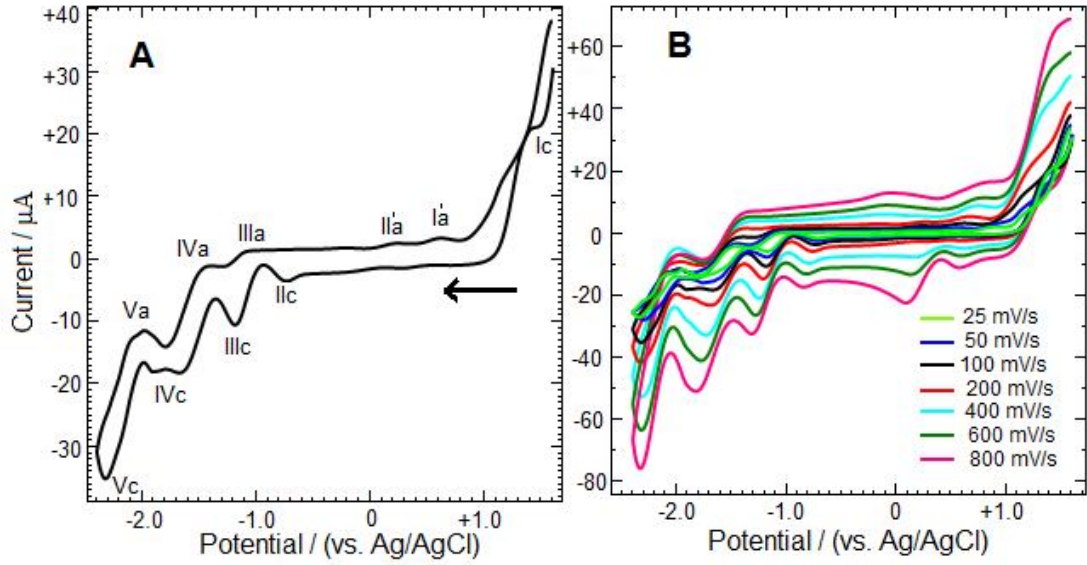 A
+40
+30
+20
+10
0
-10
-20
-30
Current / µA
Ic
I'a
II'a
IIIa
IVa
Va
IIc
IIIc
IVc
Vc
-2.0 -1.0 0 +1.0
Potential / (vs. Ag/AgCl)
B
+60
+40
+20
0
-20
-40
-60
-80
25 mV/s
50 mV/s
100 mV/s
200 mV/s
400 mV/s
600 mV/s
800 mV/s
-2.0 -1.0 0 +1.0
Potential / (vs. Ag/AgCl)